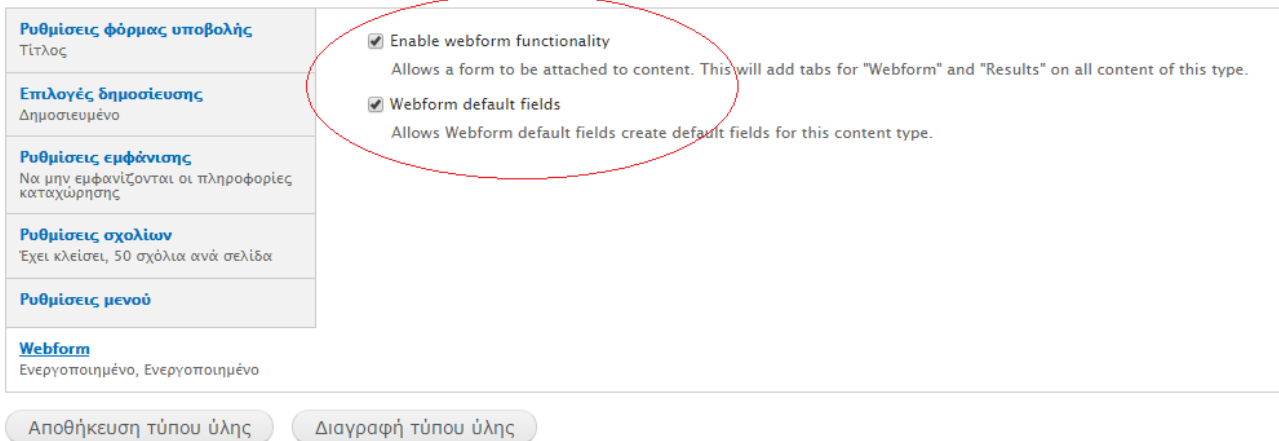 Ρυθμίσεις φόρμας υποβολής
Τίτλος
Επιλογές δημοσίευσης
Δημοσιευμένο
Ρυθμίσεις εμφάνισης
Να μην εμφανίζονται οι πληροφορίες
καταχώρησης
Ρυθμίσεις σχολίων
Έχει κλείσει, 50 σχόλια ανά σελίδα
Ρυθμίσεις μενού
Webform
Ενεργοποιημένο, Ενεργοποιημένο
Enable webform functionality
Allows a form to be attached to content. This will add tabs for "Webform" and "Results" on all content of this type.
Webform default fields
Allows Webform default fields create default fields for this content type.
Αποθήκευση τύπου ύλης
Διαγραφή τύπου ύλης